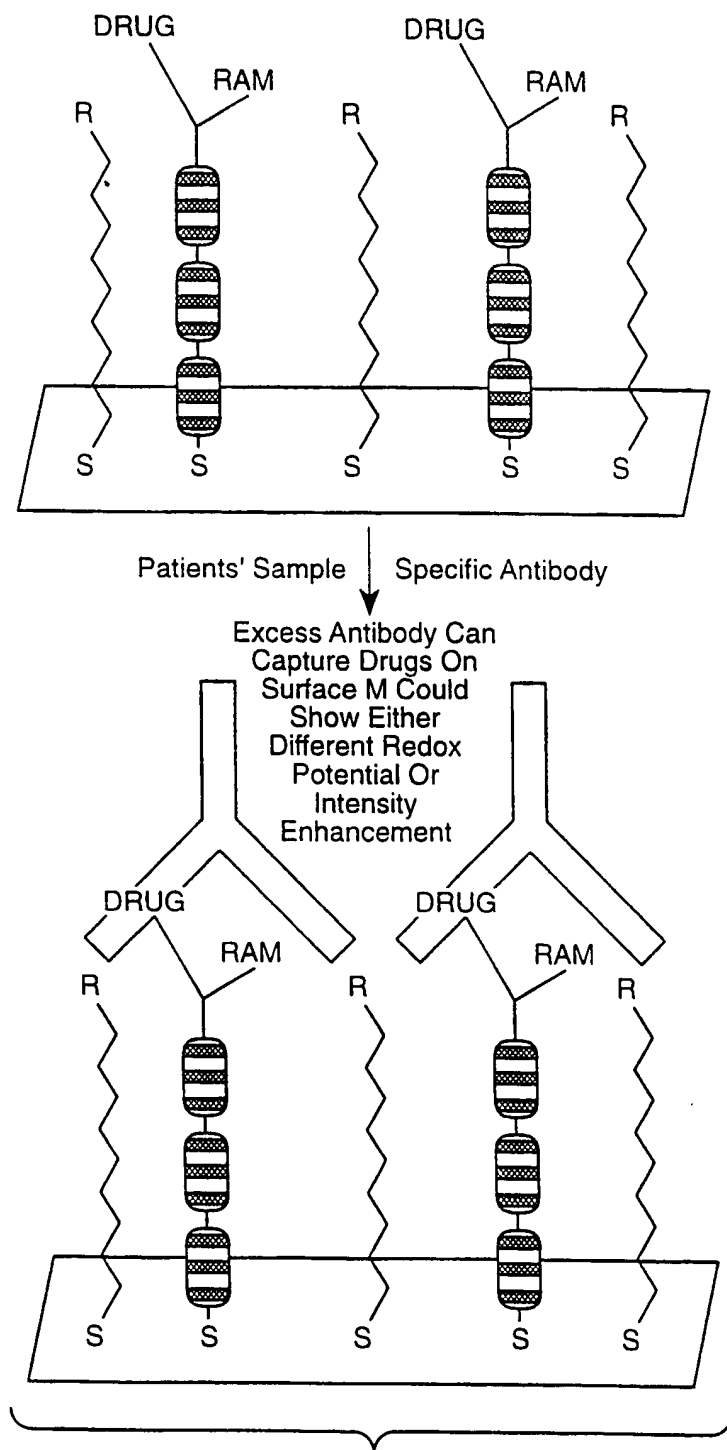 DRUG DRUG
RAM RAM
R R R
S S S S S
Patients' Sample Specific Antibody
Excess Antibody Can
Capture Drugs On
Surface M Could
Show Either
Different Redox
Potential Or
Intensity
Enhancement
DRUG DRUG
RAM RAM
R R R
S S S S S